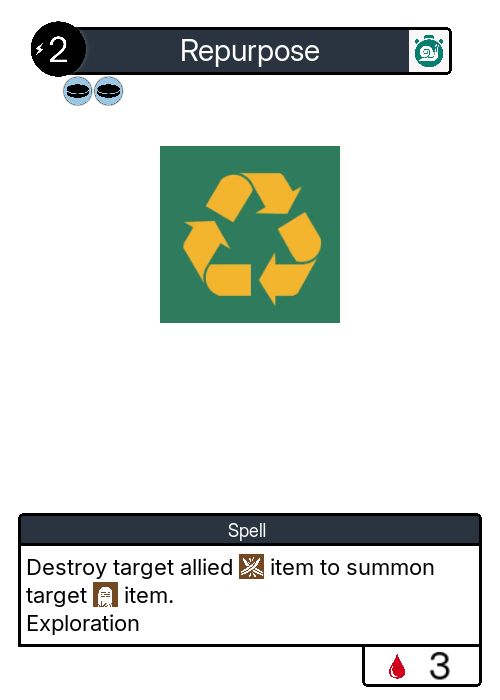 2
Repurpose
Spell
Destroy target allied item to summon
target item.
Exploration
3